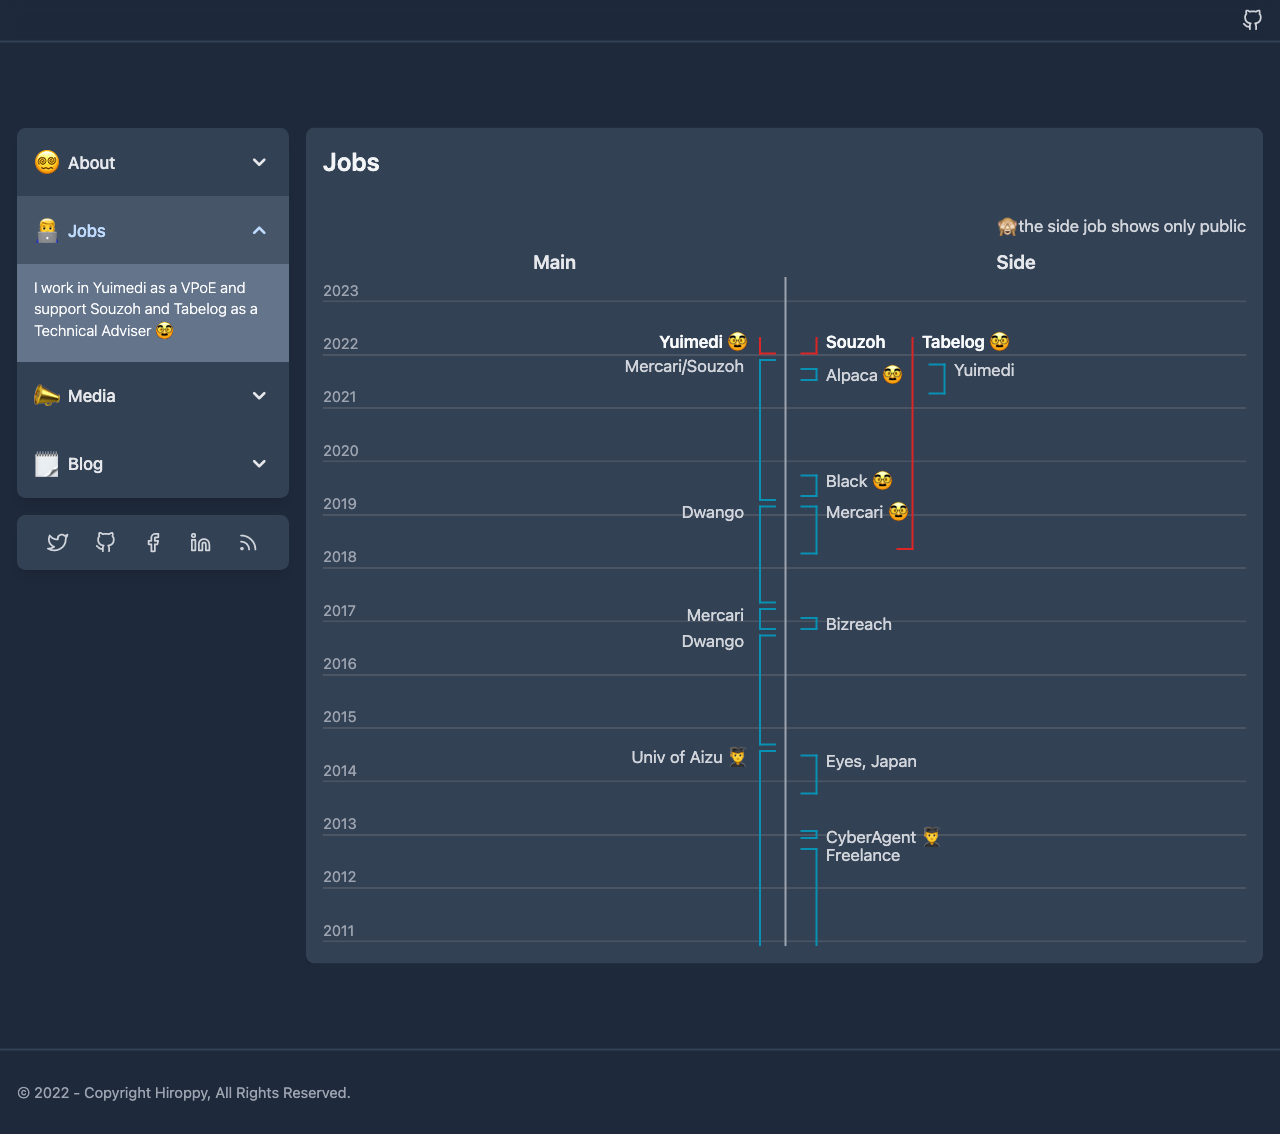 About
Jobs
I work in Yuimedi as a VPoE and
support Souzoh and Tabelog as a
Technical Adviser 🥸
Media
Blog
Jobs
🙈the side job shows only public
Main Side
2023
2022 Yuimedi 🥸 Souzoh Tabelog 🥸
Mercari/Souzoh Alpaca 🥸 Yuimedi
2021
2020
Black 🥸
2019 Dwango Mercari 🥸
2018
2017 Mercari Bizreach
Dwango
2016
2015
Univ of Aizu 👨‍🎓 Eyes, Japan
2014
2013 CyberAgent 👨‍🎓
Freelance
2012
2011
© 2022 - Copyright Hiroppy, All Rights Reserved.